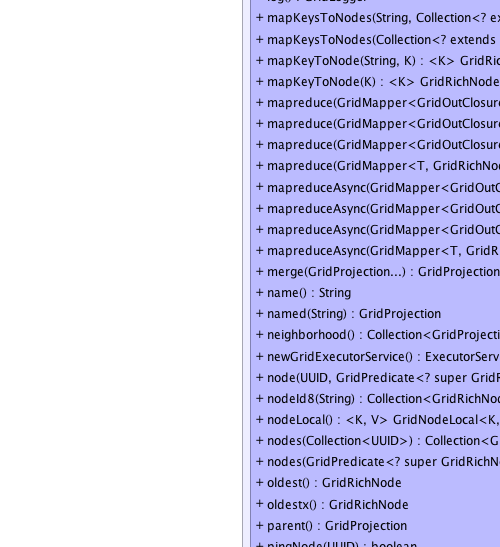 log() : GridLogger
+ mapKeysToNodes(String, Collection<? ex
+ mapKeysToNodes(Collection<? extends
+ mapKeyToNode(String, K) : <K> GridRic
+ mapKeyToNode(K) : <K> GridRichNode
+ mapreduce(GridMapper<GridOutClosure
+ mapreduce(GridMapper<GridOutClosure
+ mapreduce(GridMapper<GridOutClosure
+ mapreduce(GridMapper<T, GridRichNo
+ mapreduceAsync(GridMapper<GridOutC
+ mapreduceAsync(GridMapper<GridOutC
+ mapreduceAsync(GridMapper<GridOutC
+ mapreduceAsync(GridMapper<T, GridR
+ merge(GridProjection...) : GridProjection
+ name() : String
+ named(String) : GridProjection
+ neighborhood() : Collection<GridProjecti
+ newGridExecutorService() : ExecutorServ
+ node(UUID, GridPredicate<? super GridR
+ nodeId8(String) : Collection<GridRichNo
+ nodeLocal() : <K, V> GridNodeLocal<K,
+ nodes(Collection<UUID>) : Collection<G
+ nodes(GridPredicate<? super GridRichN
+ oldest() : GridRichNode
+ oldestx() : GridRichNode
+ parent() : GridProjection
+ pingNode(UUID) : boolean